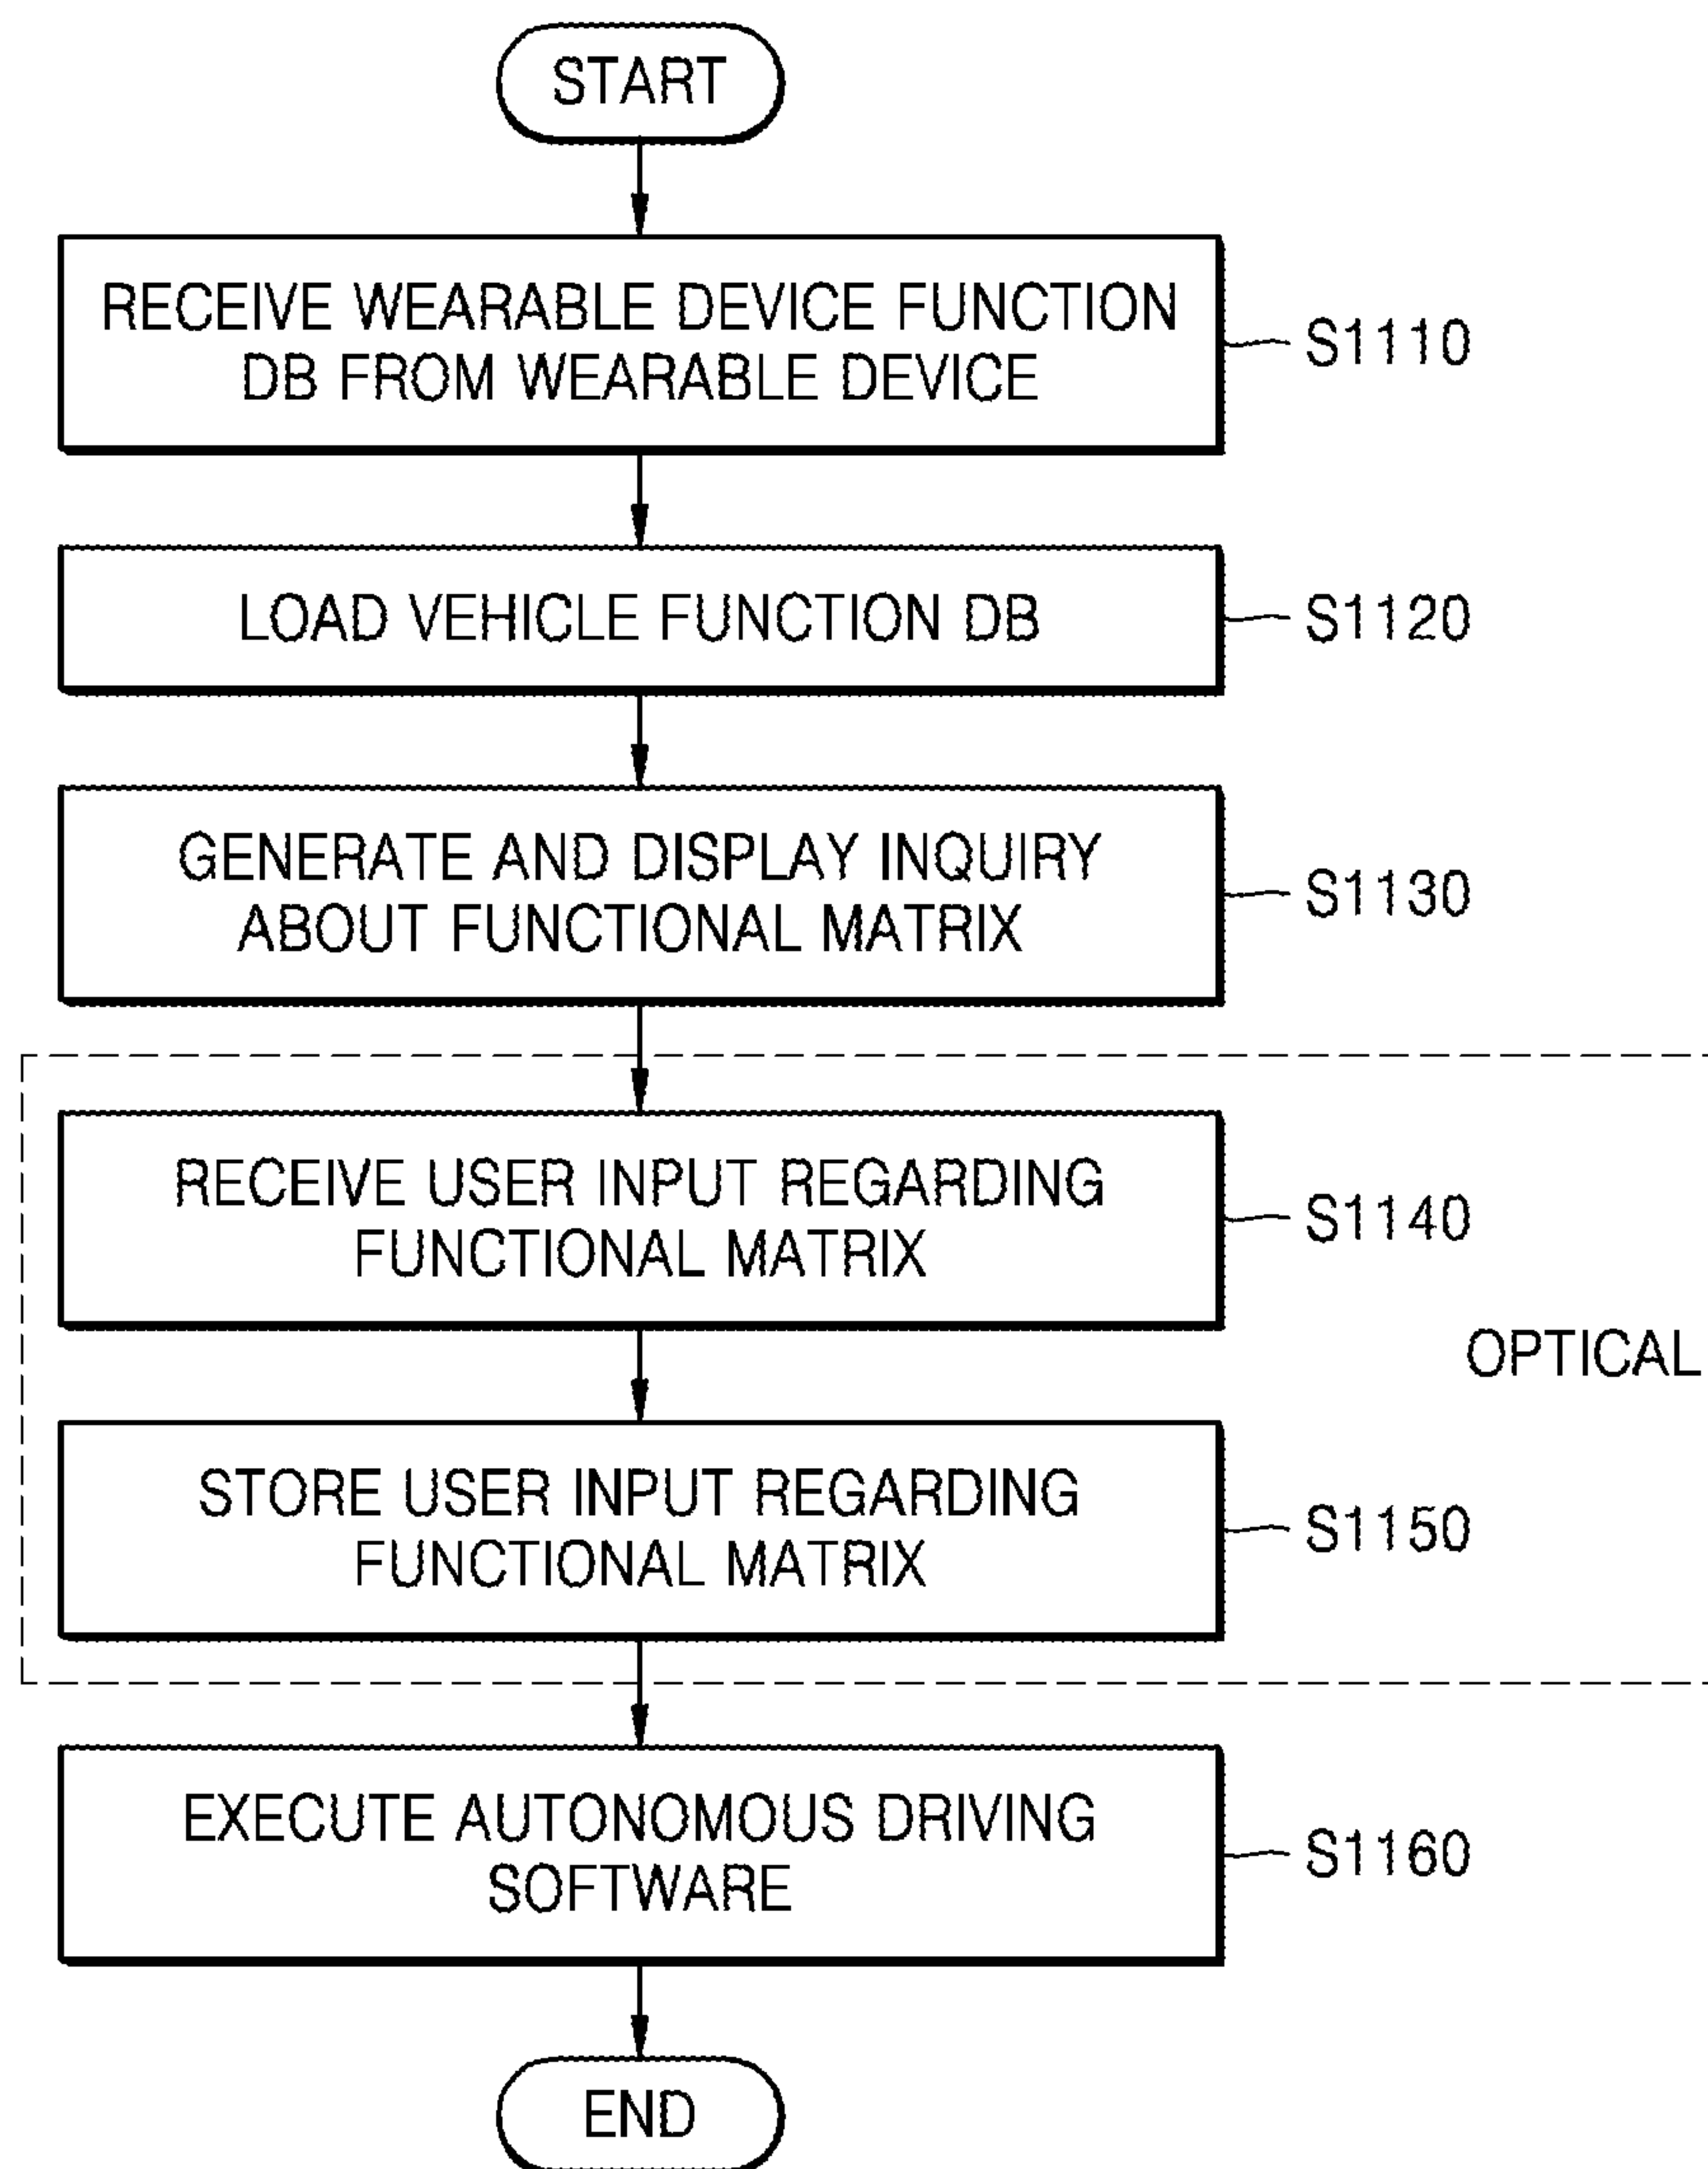 START
RECEIVE WEARABLE DEVICE FUNCTION
DB FROM WEARABLE DEVICE
S1110
LOAD VEHICLE FUNCTION DB
S1120
GENERATE AND DISPLAY INQUIRY
ABOUT FUNCTIONAL MATRIX
S1130
RECEIVE USER INPUT REGARDING
FUNCTIONAL MATRIX
S1140
OPTICAL
STORE USER INPUT REGARDING
FUNCTIONAL MATRIX
S1150
EXECUTE AUTONOMOUS DRIVING
SOFTWARE
S1160
END